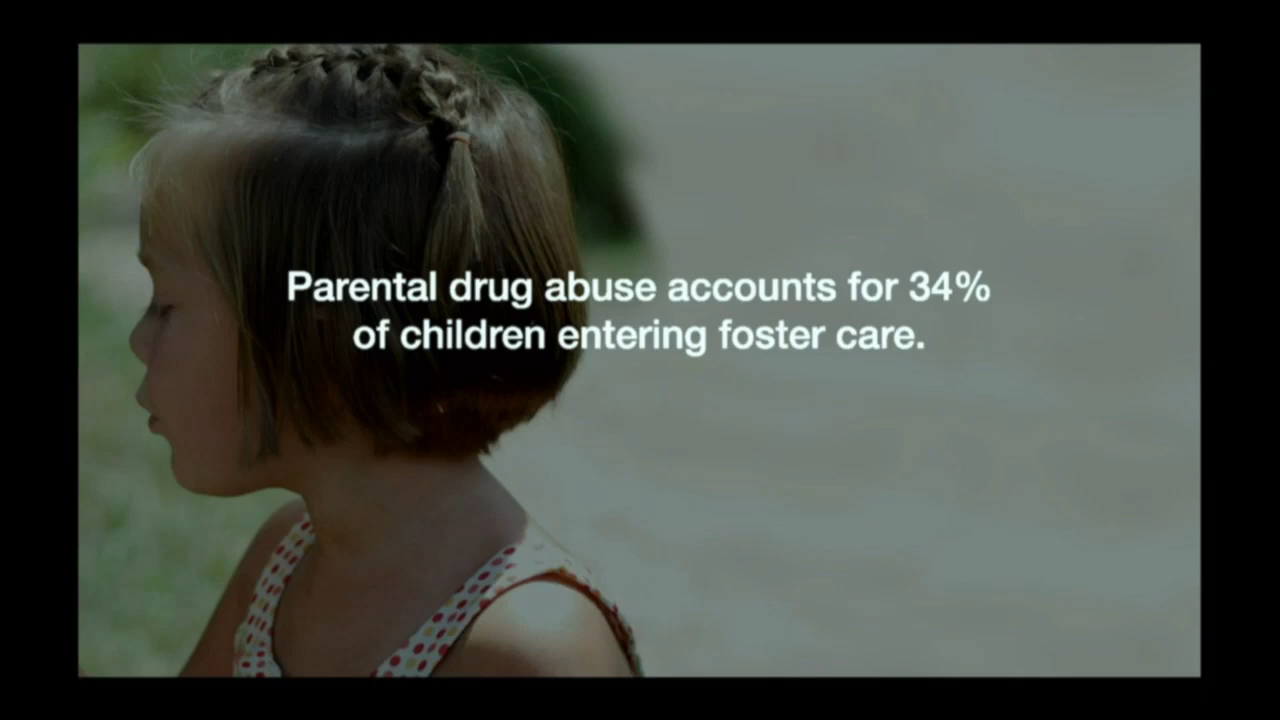 Parental drug abuse accounts for 34%
of children entering foster care.